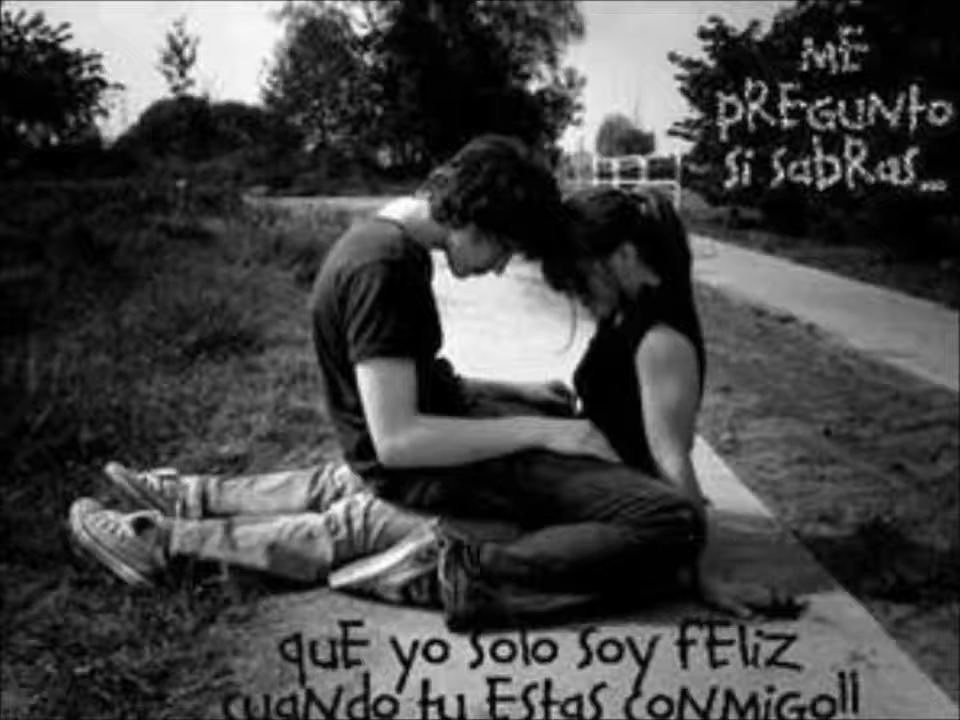 ME
pREGUNto
si sabRas...
quE yo solo soy fEliz
cuaNdo tu Estas coNMiGo!!